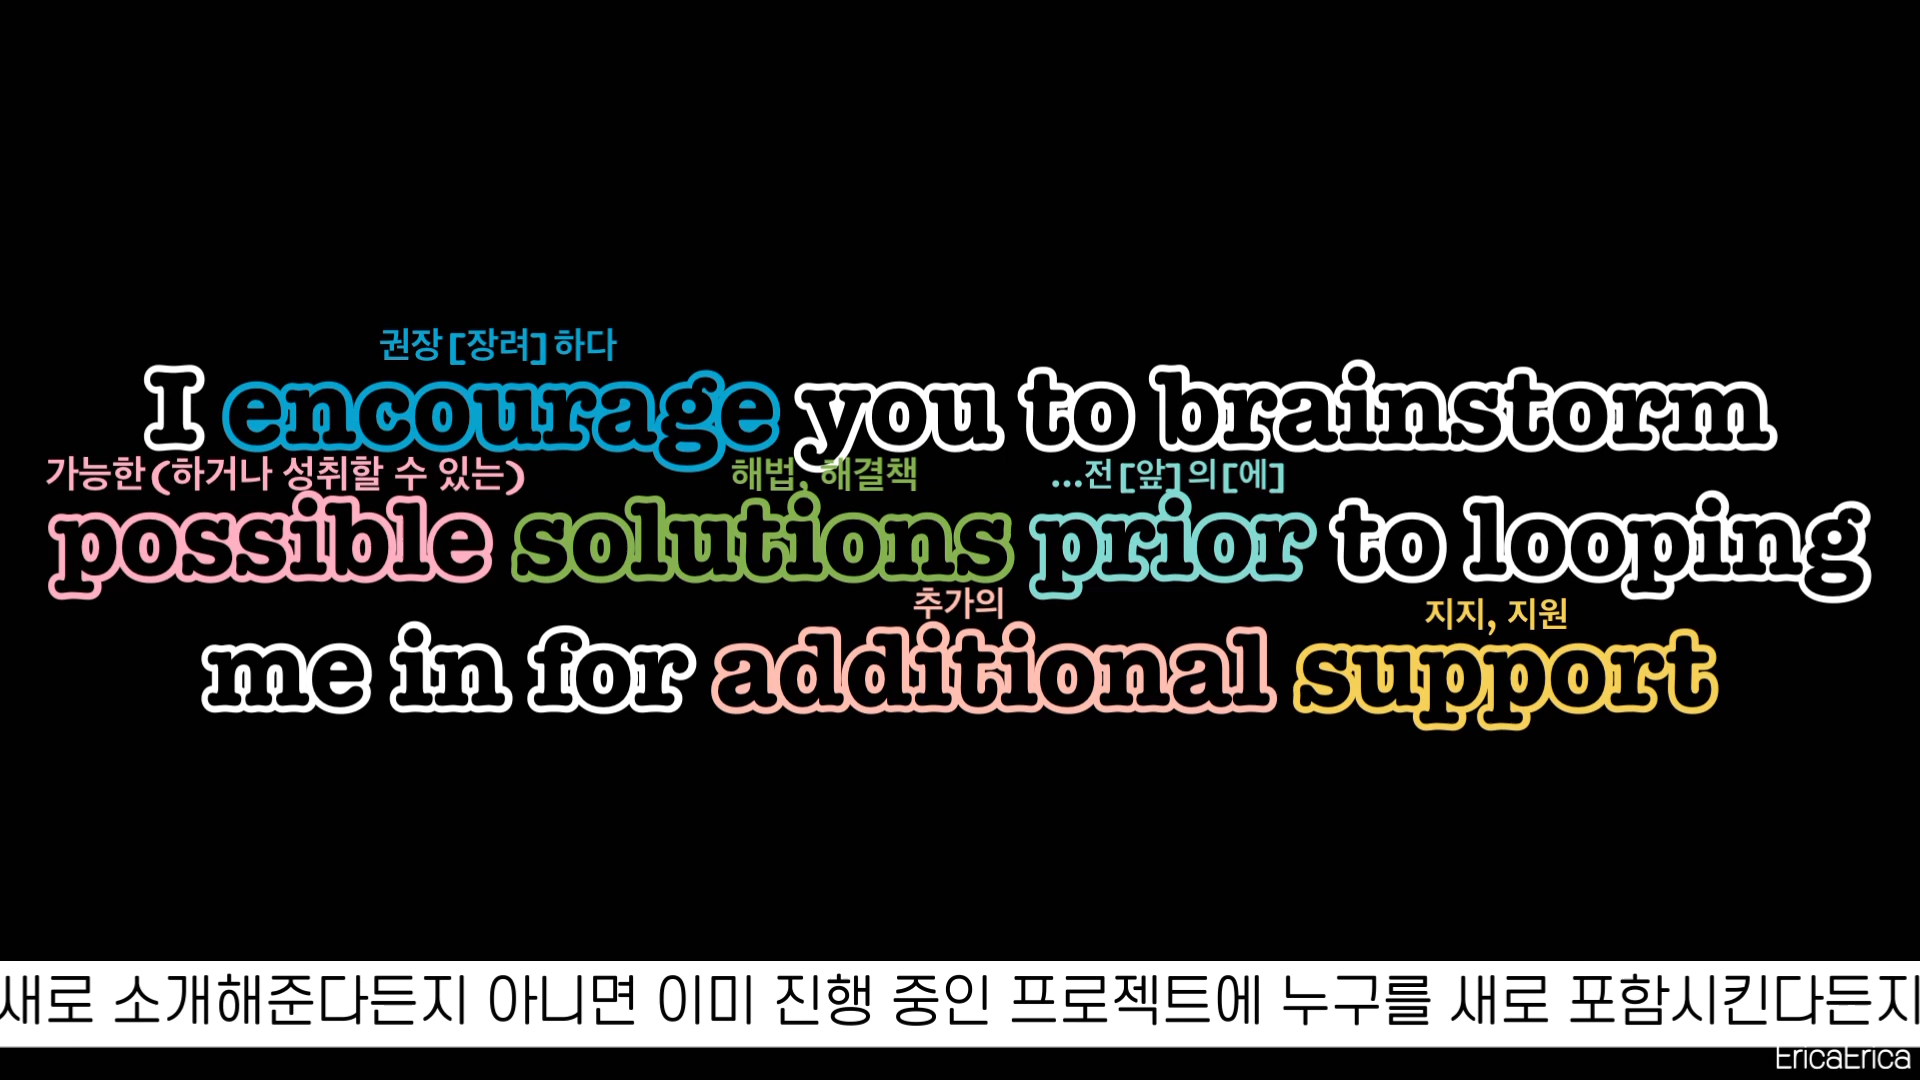 권장[장려]하다
I encourage you to brainstorm
가능한(하거나 성취할 수 있는) 해법, 해결책 ...전[앞]의[에]
possible solutions prior to looping
추가의 지지, 지원
me in for additional support
새로 소개해준다든지 아니면 이미 진행 중인 프로젝트에 누구를 새로 포함시킨다든지
EricaErica